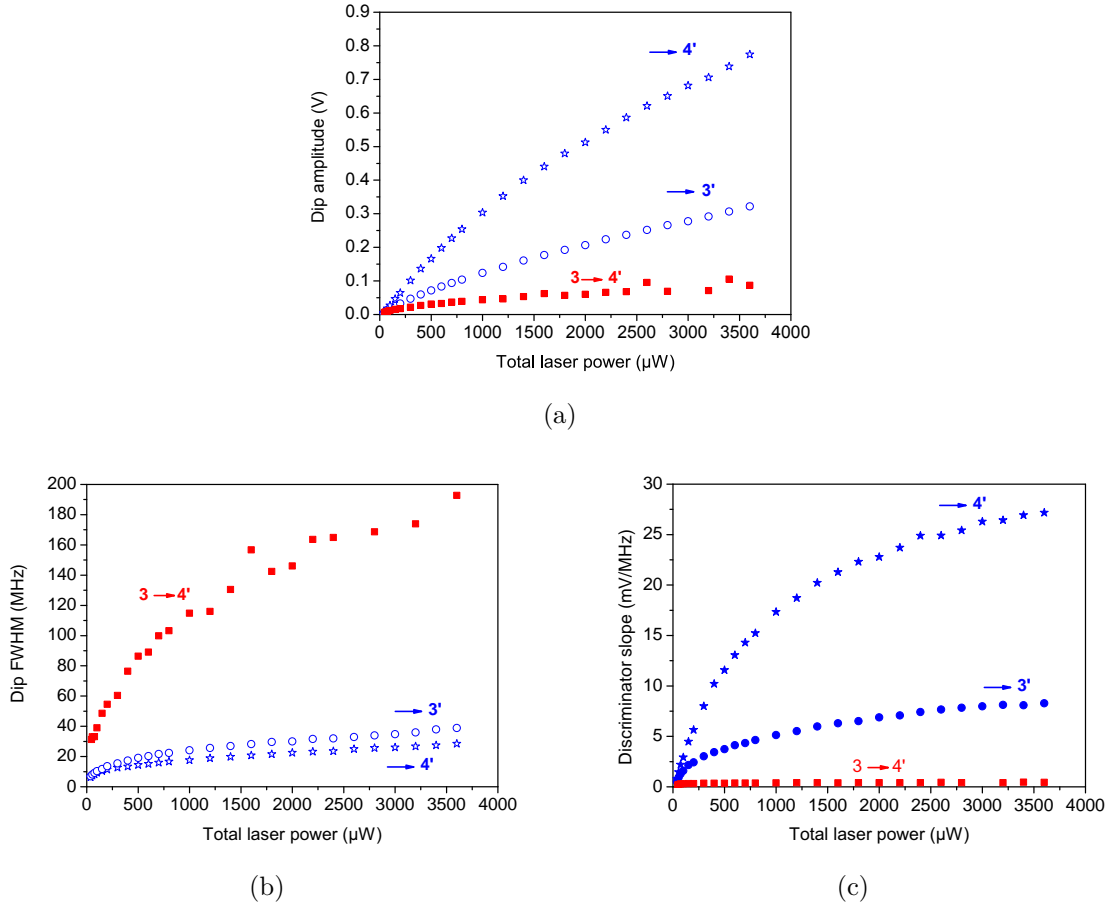 0.9
0.8
0.7
0.6
0.5
0.4
0.3
0.2
0.1
0.0
Dip amplitude (V)
→ 4'
→ 3'
3 → 4'
0 500 1000 1500 2000 2500 3000 3500 4000
Total laser power (µW)
(a)
200
180
160
140
120
100
80
60
40
20
0
Dip FWHM (MHz)
3 → 4'
→ 3'
→ 4'
0 500 1000 1500 2000 2500 3000 3500 4000
Total laser power (µW)
(b)
30
25
20
15
10
5
0
Discriminator slope (mV/MHz)
→ 4'
→ 3'
3 → 4'
0 500 1000 1500 2000 2500 3000 3500 4000
Total laser power (µW)
(c)